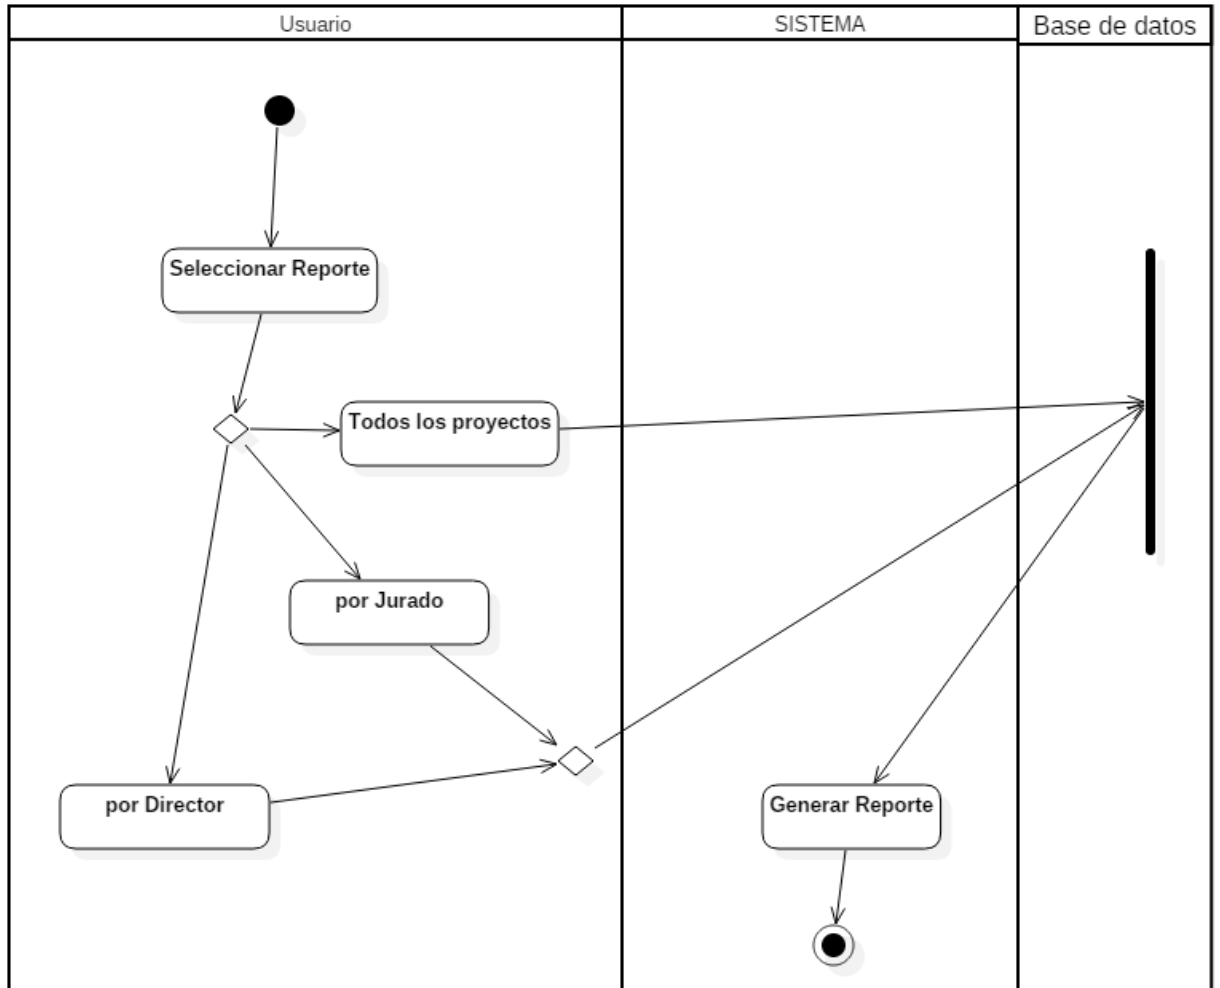 Usuario
SISTEMA
Base de datos
Seleccionar Reporte
Todos los proyectos
por Jurado
por Director
Generar Reporte